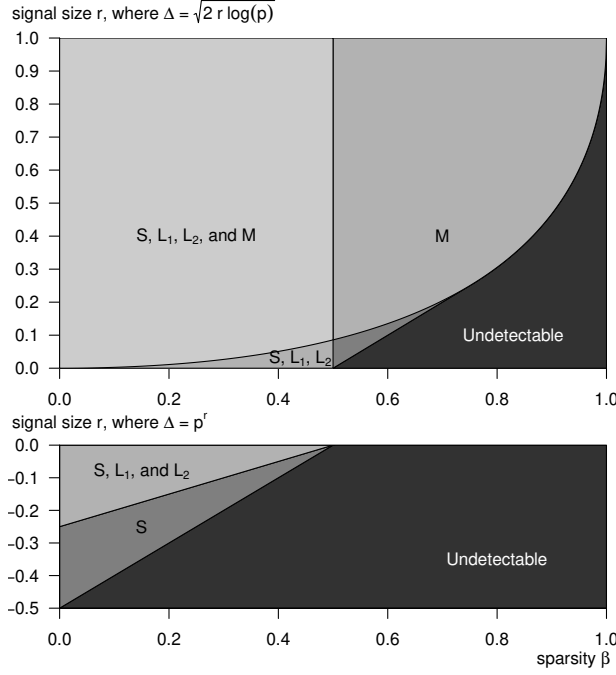 signal size r, where Δ = √2 r log(p)
1.0
0.9
0.8
0.7
0.6
0.5
0.4
0.3
0.2
0.1
0.0
S, L₁, L₂, and M
M
S, L₁, L₂
Undetectable
0.0 0.2 0.4 0.6 0.8 1.0
signal size r, where Δ = pʳ
0.0
−0.1
−0.2
−0.3
−0.4
−0.5
S, L₁, and L₂
S
Undetectable
0.0 0.2 0.4 0.6 0.8 1.0
sparsity β